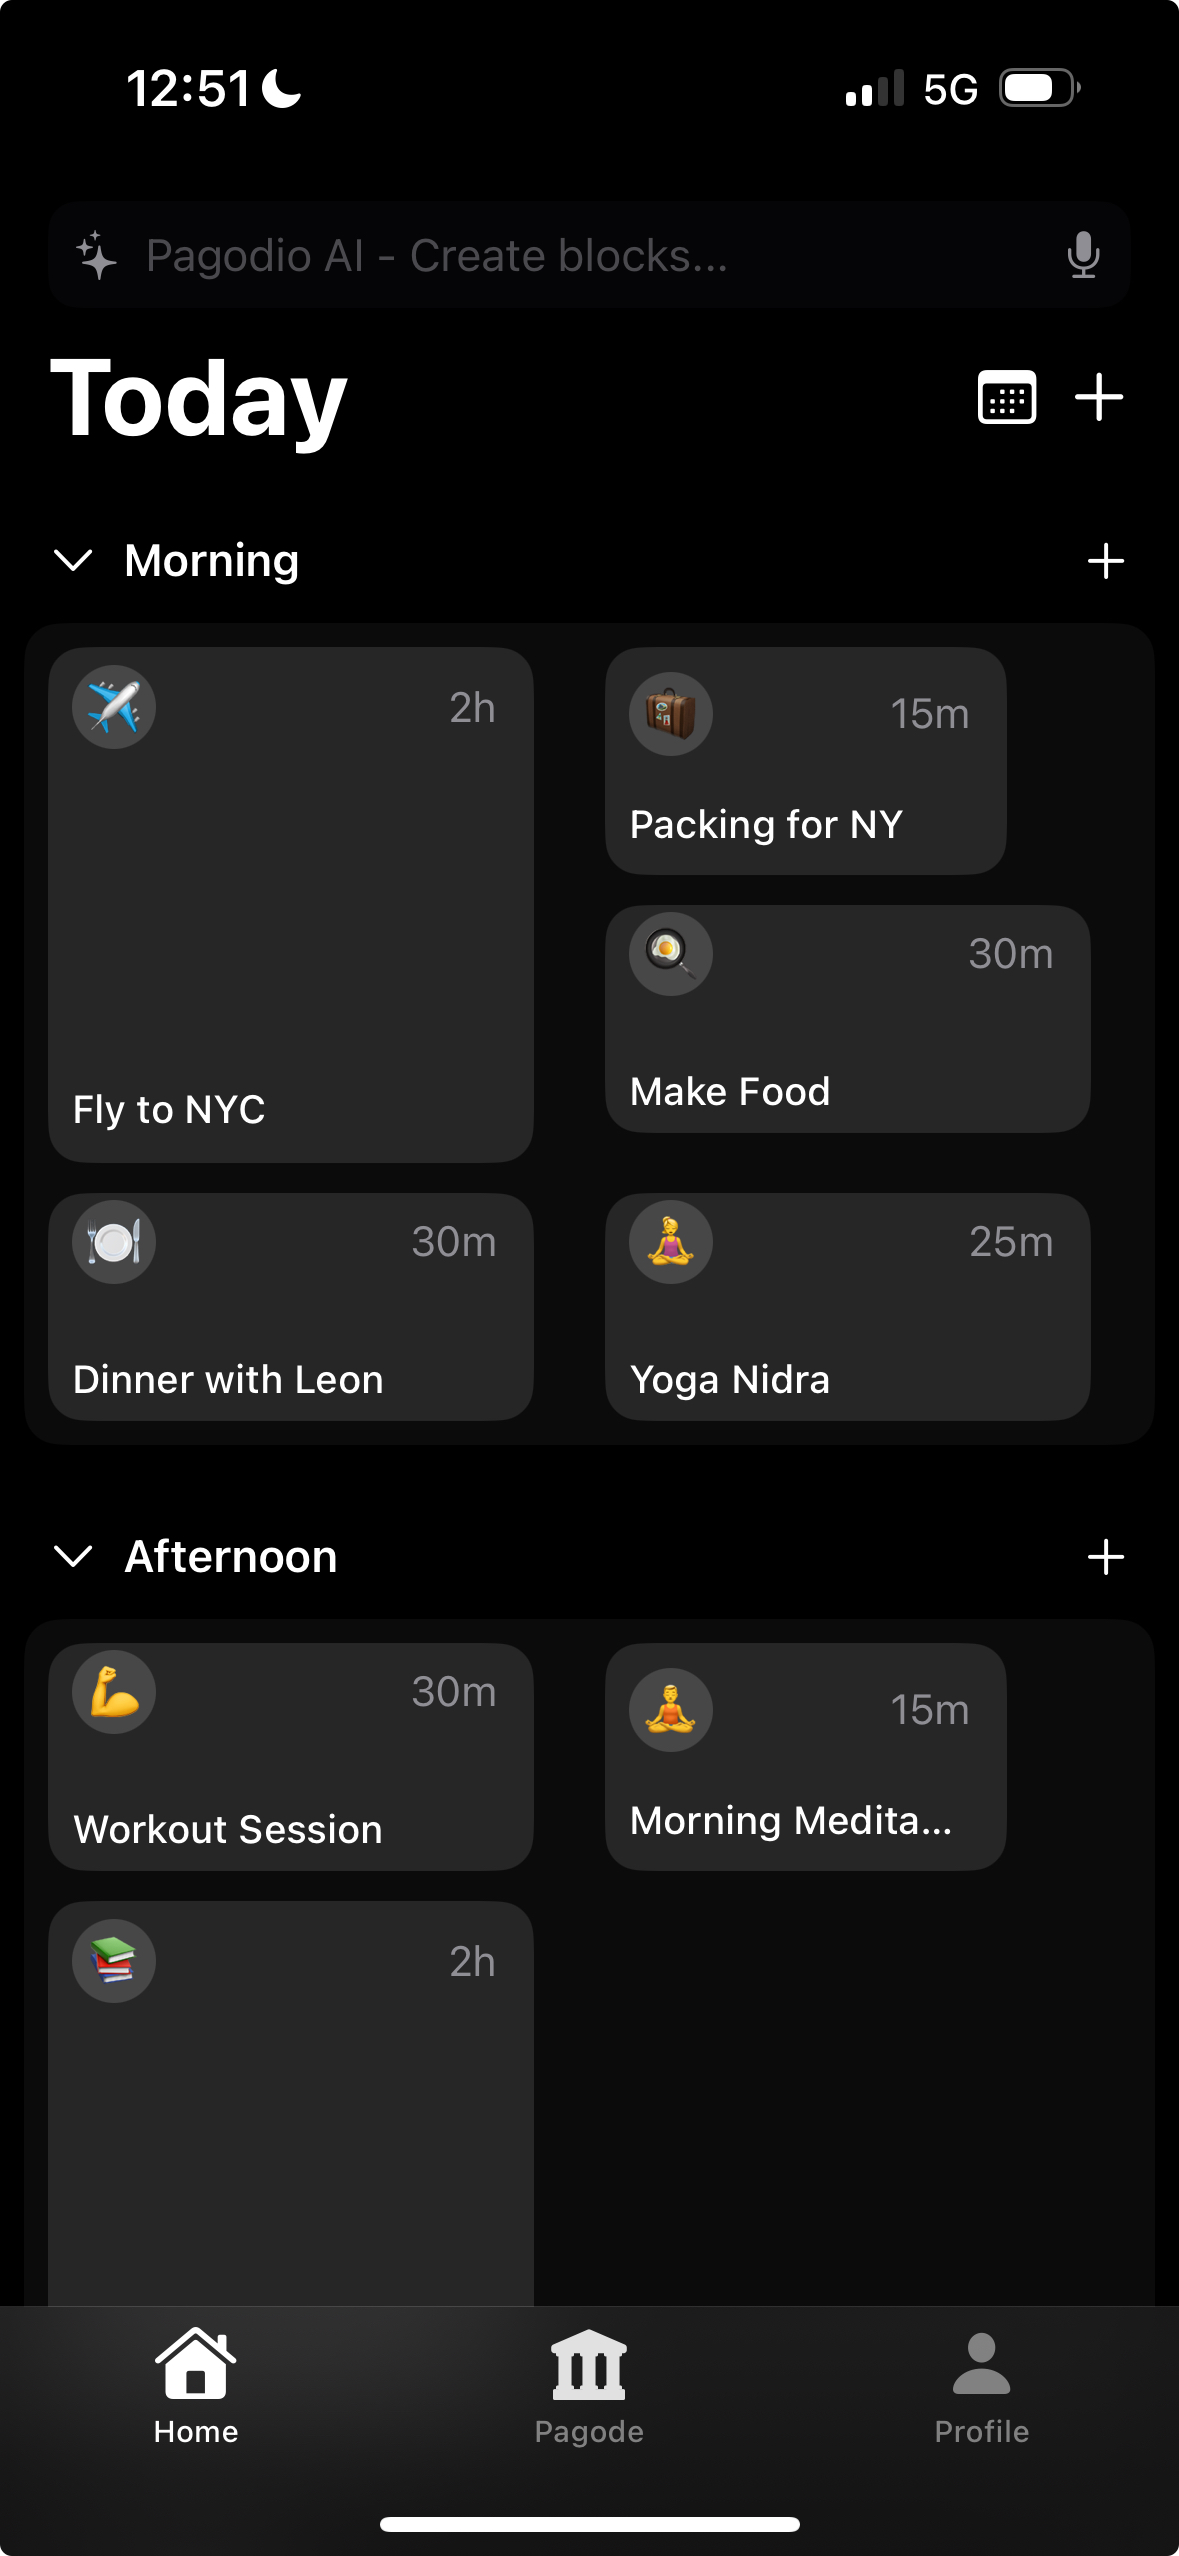 12:51
5G
Pagodio AI - Create blocks...
Today
Morning
2h
Fly to NYC
15m
Packing for NY
30m
Make Food
30m
Dinner with Leon
25m
Yoga Nidra
Afternoon
30m
Workout Session
15m
Morning Medita...
2h
Home
Pagode
Profile